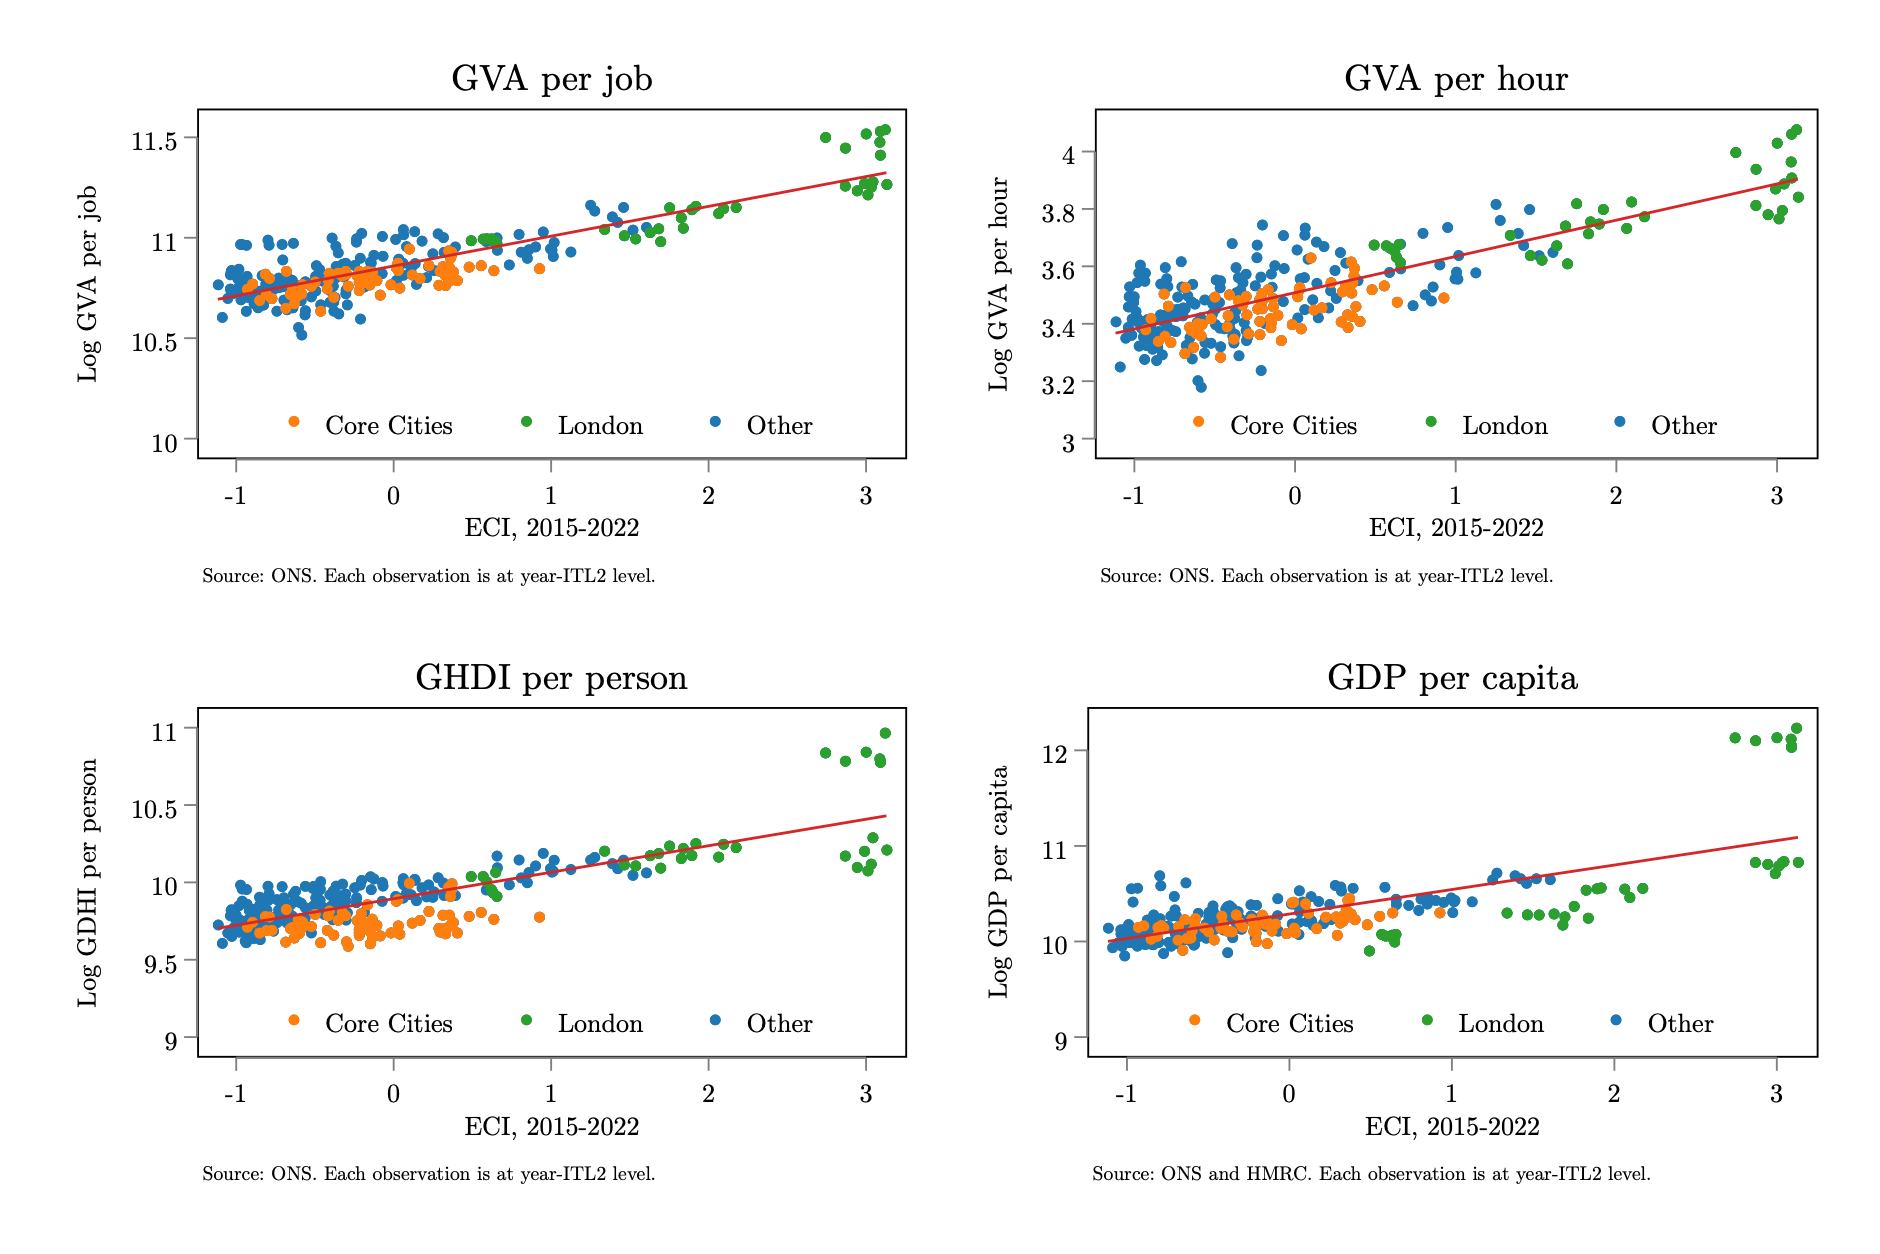 GVA per job
Log GVA per job
11.5
11
10.5
10
Core Cities London Other
-1 0 1 2 3
ECI, 2015-2022
Source: ONS. Each observation is at year-ITL2 level.
GVA per hour
Log GVA per hour
4
3.8
3.6
3.4
3.2
3
Core Cities London Other
-1 0 1 2 3
ECI, 2015-2022
Source: ONS. Each observation is at year-ITL2 level.
GHDI per person
Log GDHI per person
11
10.5
10
9.5
9
Core Cities London Other
-1 0 1 2 3
ECI, 2015-2022
Source: ONS. Each observation is at year-ITL2 level.
GDP per capita
Log GDP per capita
12
11
10
9
Core Cities London Other
-1 0 1 2 3
ECI, 2015-2022
Source: ONS and HMRC. Each observation is at year-ITL2 level.